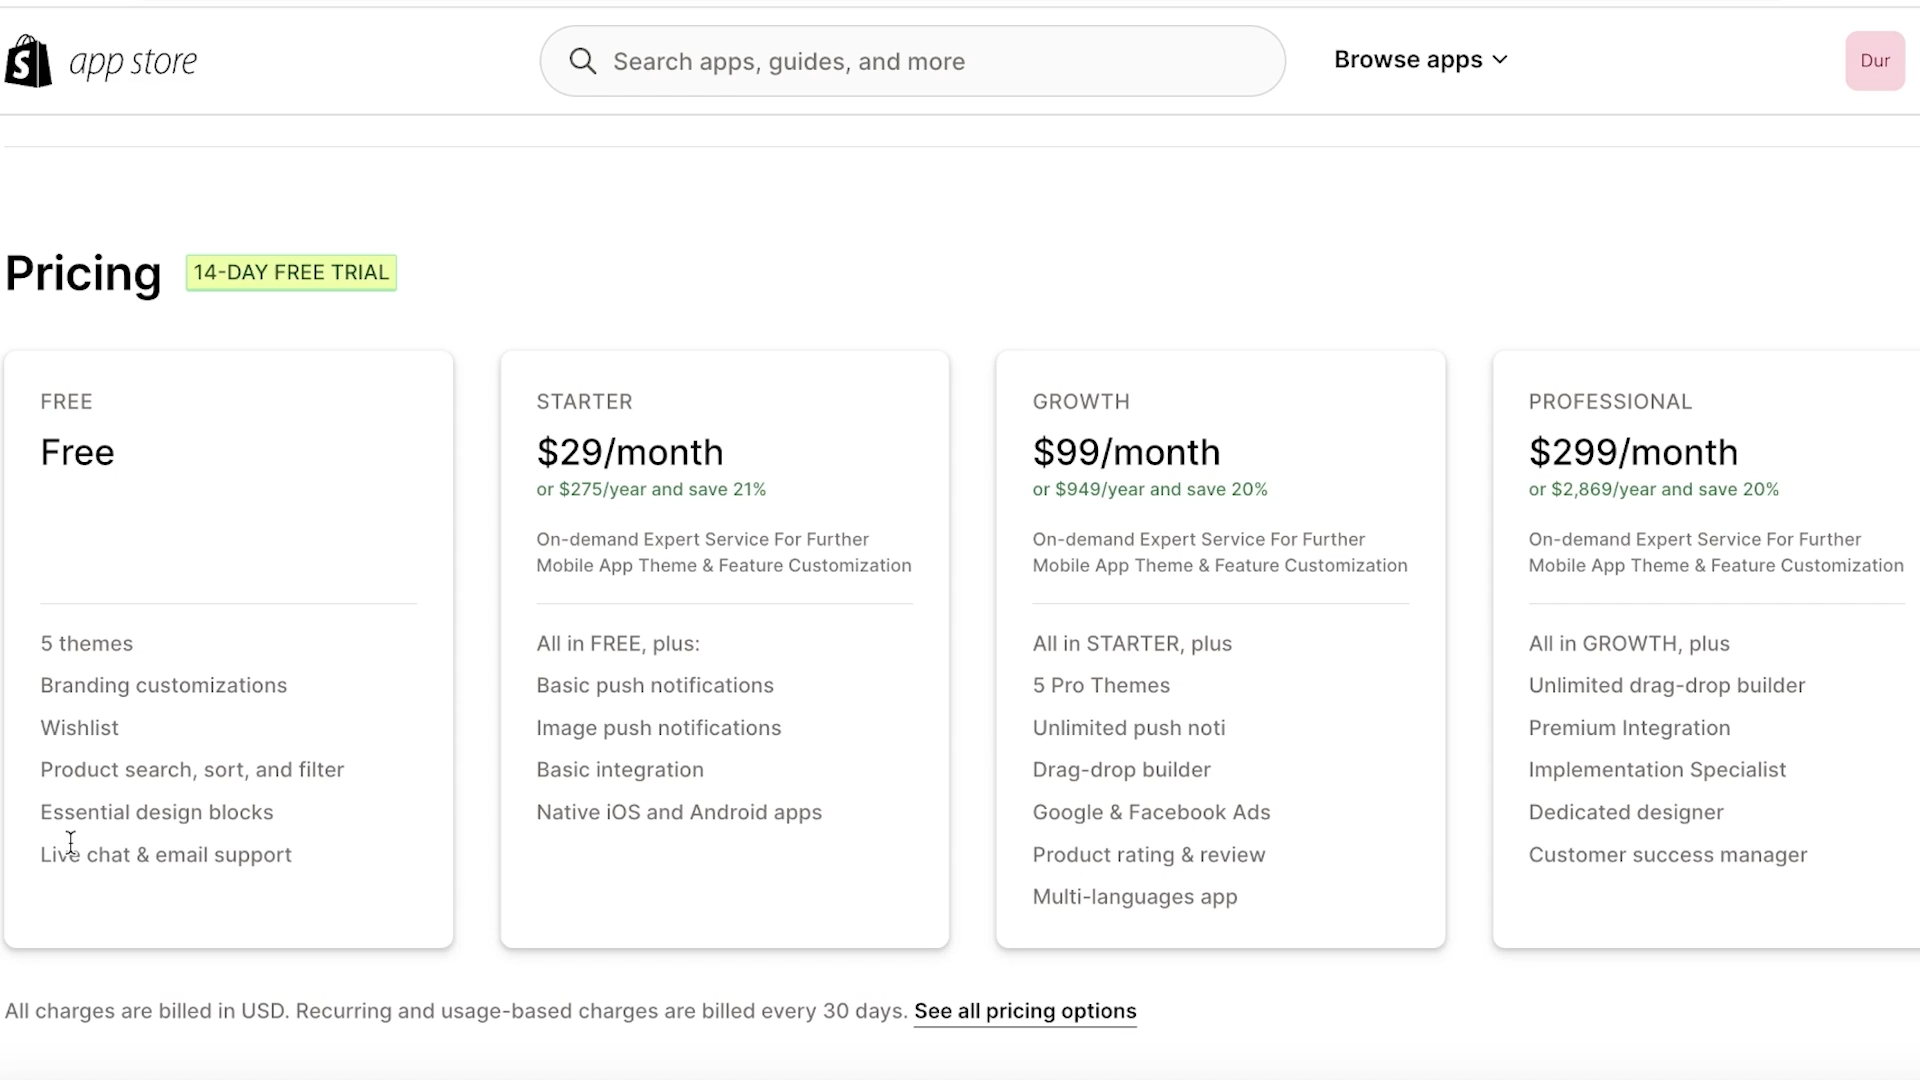 app store
Search apps, guides, and more
Browse apps
Dur
Pricing
14-DAY FREE TRIAL
FREE
Free
5 themes
Branding customizations
Wishlist
Product search, sort, and filter
Essential design blocks
Live chat & email support
STARTER
$29/month
or $275/year and save 21%
On-demand Expert Service For Further
Mobile App Theme & Feature Customization
All in FREE, plus:
Basic push notifications
Image push notifications
Basic integration
Native iOS and Android apps
GROWTH
$99/month
or $949/year and save 20%
On-demand Expert Service For Further
Mobile App Theme & Feature Customization
All in STARTER, plus
5 Pro Themes
Unlimited push noti
Drag-drop builder
Google & Facebook Ads
Product rating & review
Multi-languages app
PROFESSIONAL
$299/month
or $2,869/year and save 20%
On-demand Expert Service For Further
Mobile App Theme & Feature Customization
All in GROWTH, plus
Unlimited drag-drop builder
Premium Integration
Implementation Specialist
Dedicated designer
Customer success manager
All charges are billed in USD. Recurring and usage-based charges are billed every 30 days. See all pricing options